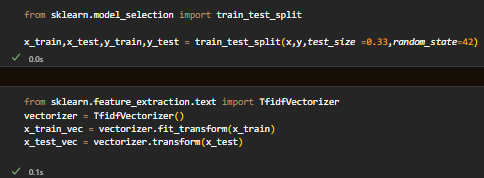 from sklearn.model_selection import train_test_split
x_train,x_test,y_train,y_test = train_test_split(x,y,test_size =0.33,random_state=42)
0.0s
from sklearn.feature_extraction.text import TfidfVectorizer
vectorizer = TfidfVectorizer()
x_train_vec = vectorizer.fit_transform(x_train)
x_test_vec = vectorizer.transform(x_test)
0.1s